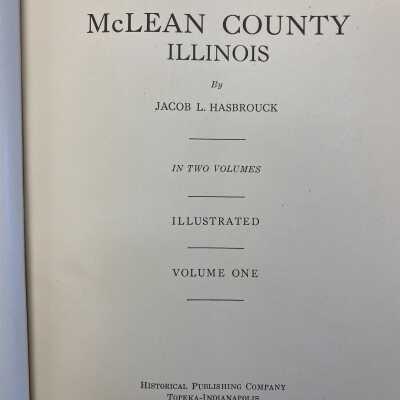 McLEAN COUNTY
ILLINOIS
By
JACOB L. HASBROUCK
IN TWO VOLUMES
ILLUSTRATED
VOLUME ONE
HISTORICAL PUBLISHING COMPANY
TOPEKA-INDIANAPOLIS